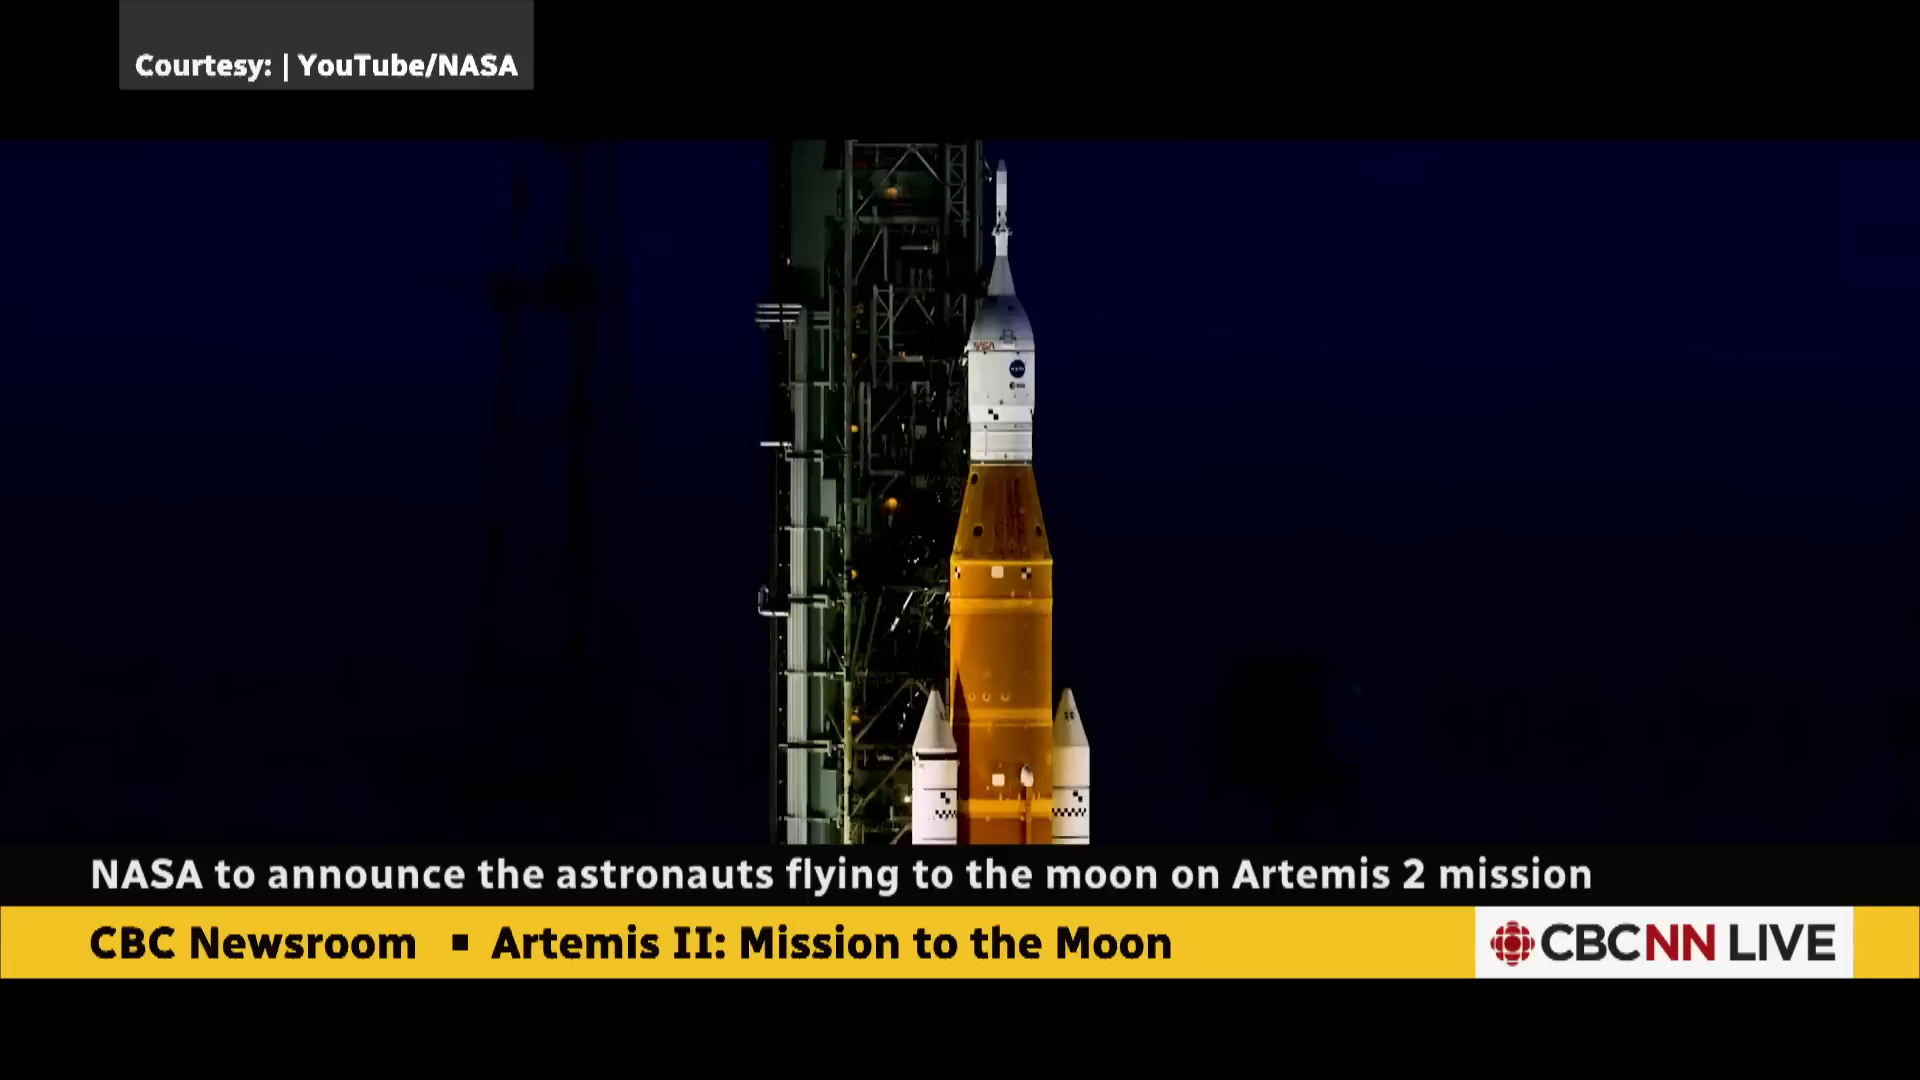 Courtesy: | YouTube/NASA
NASA
NASA to announce the astronauts flying to the moon on Artemis 2 mission
CBC Newsroom ▪ Artemis II: Mission to the Moon
CBCNN LIVE